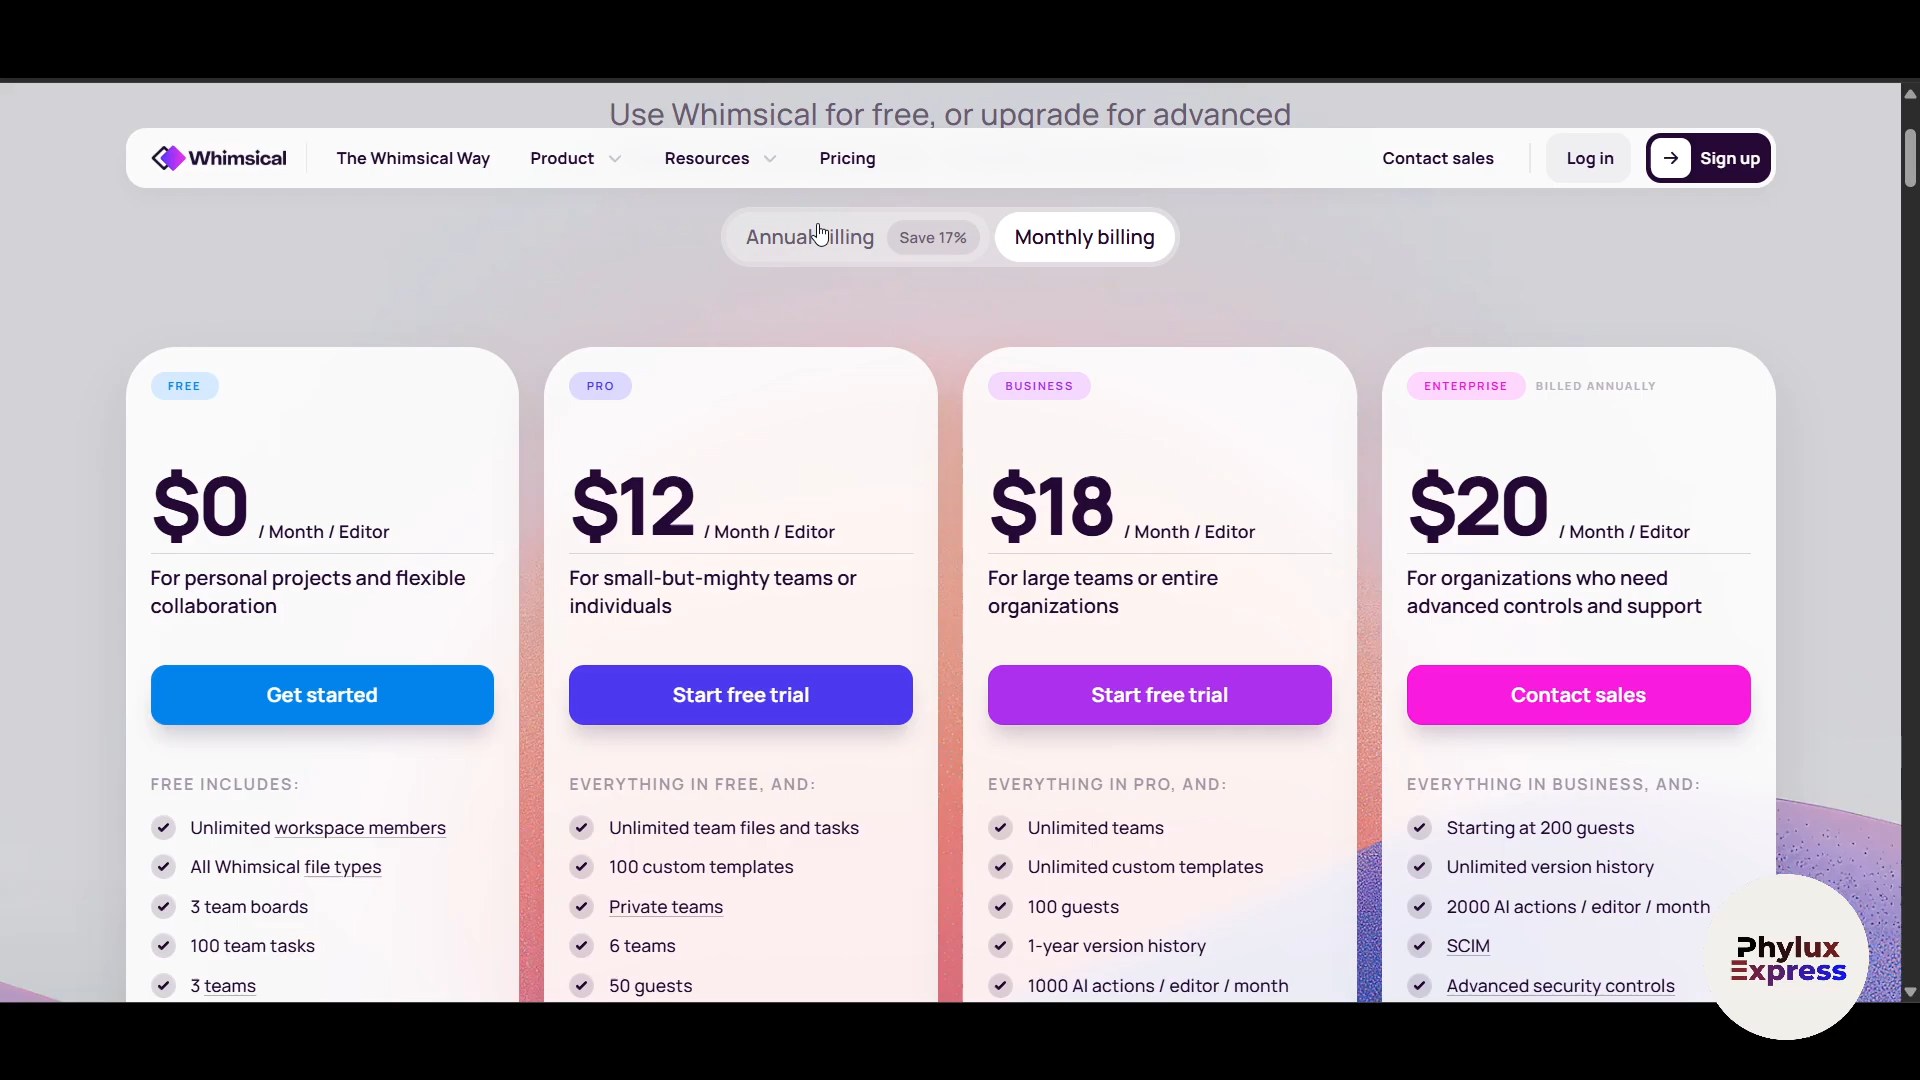 Use Whimsical for free, or upgrade for advanced
Whimsical
The Whimsical Way
Product
Resources
Pricing
Contact sales
Log in
Sign up
Annual billing
Save 17%
Monthly billing
FREE
$0 / Month / Editor
For personal projects and flexible
collaboration
Get started
FREE INCLUDES:
Unlimited workspace members
All Whimsical file types
3 team boards
100 team tasks
3 teams
PRO
$12 / Month / Editor
For small-but-mighty teams or
individuals
Start free trial
EVERYTHING IN FREE, AND:
Unlimited team files and tasks
100 custom templates
Private teams
6 teams
50 guests
BUSINESS
$18 / Month / Editor
For large teams or entire
organizations
Start free trial
EVERYTHING IN PRO, AND:
Unlimited teams
Unlimited custom templates
100 guests
1-year version history
1000 AI actions / editor / month
ENTERPRISE BILLED ANNUALLY
$20 / Month / Editor
For organizations who need
advanced controls and support
Contact sales
EVERYTHING IN BUSINESS, AND:
Starting at 200 guests
Unlimited version history
2000 AI actions / editor / month
SCIM
Advanced security controls
Phylux
Express